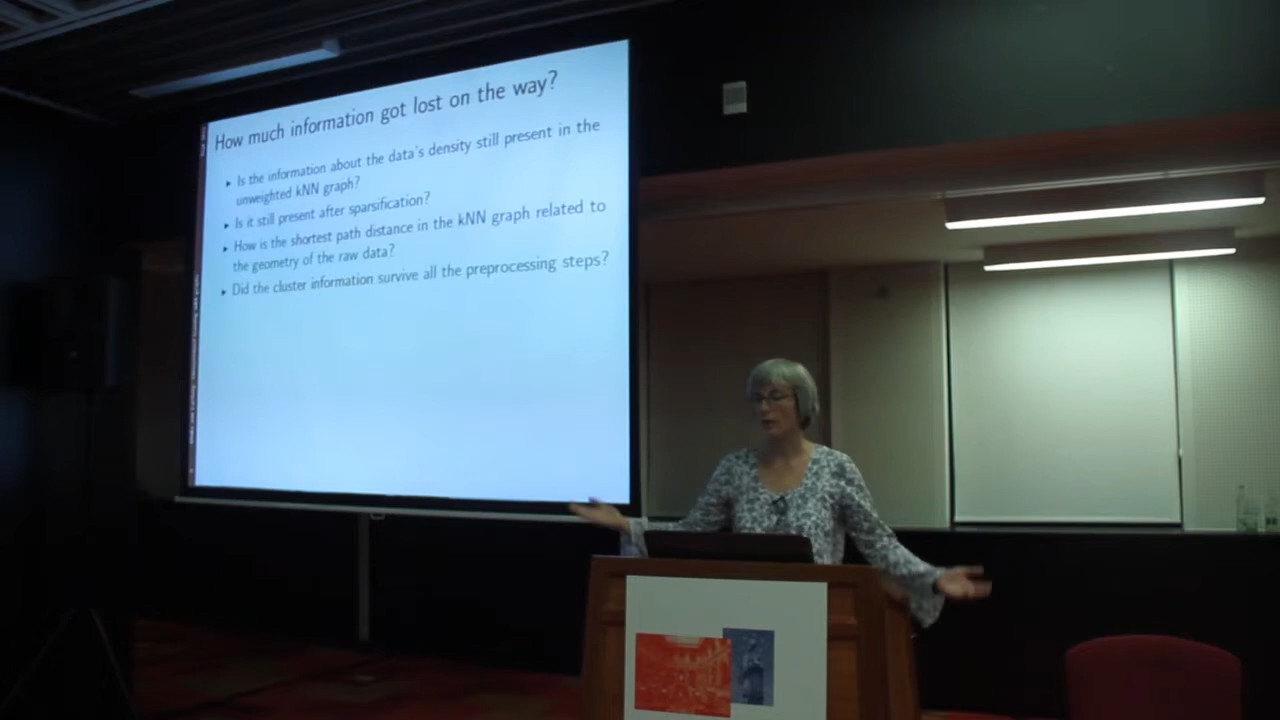 How much information got lost on the way?
▸ Is the information about the data's density still present in the
unweighted kNN graph?
▸ Is it still present after sparsification?
▸ How is the shortest path distance in the kNN graph related to
the geometry of the raw data?
▸ Did the cluster information survive all the preprocessing steps?